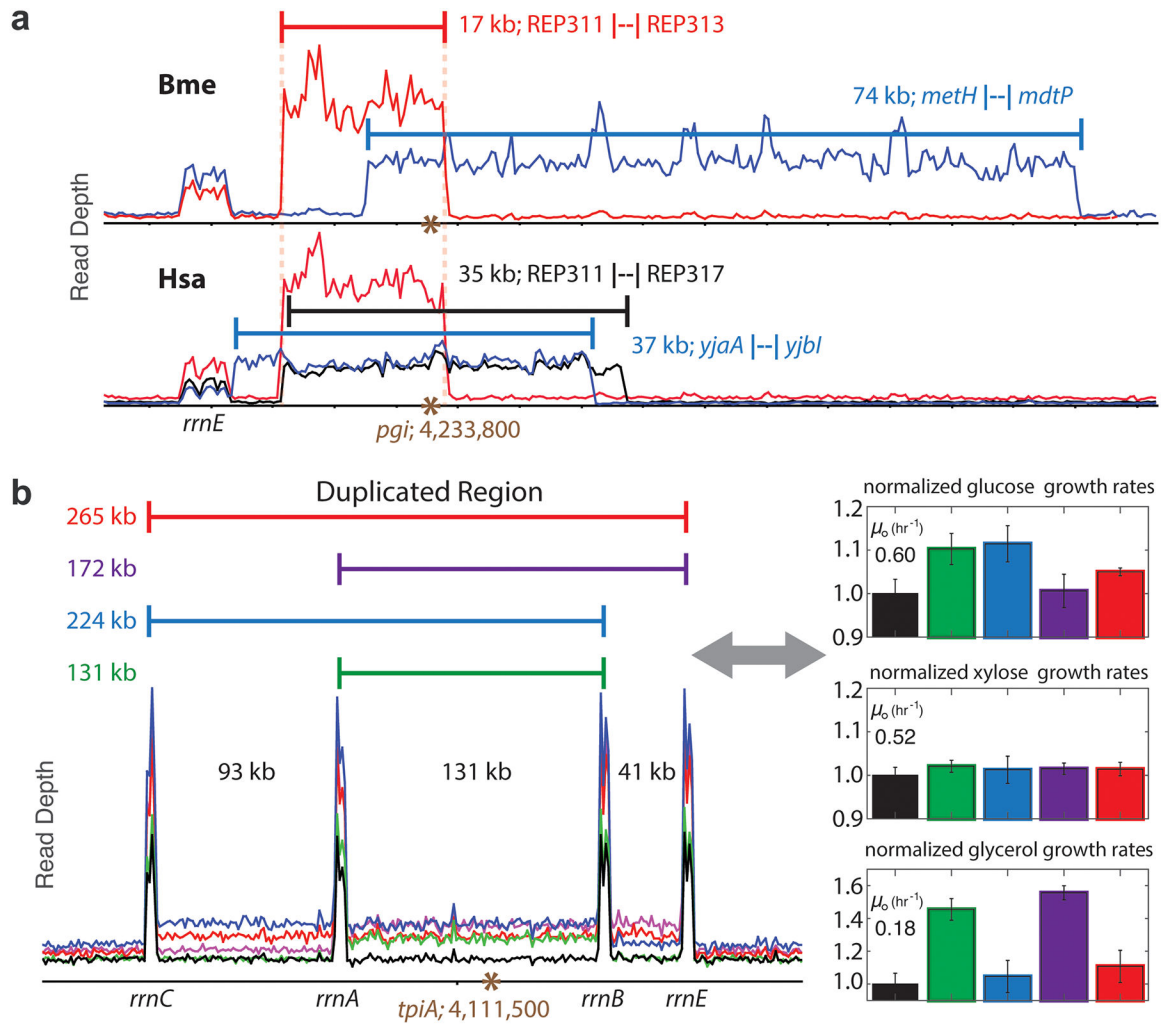 a
17 kb; REP311 |--| REP313
Bme
74 kb; metH |--| mdtP
Read Depth
*
Hsa
35 kb; REP311 |--| REP317
37 kb; yjaA |--| yjbI
rrnE
*
pgi; 4,233,800
b
Duplicated Region
265 kb
172 kb
224 kb
131 kb
93 kb
131 kb
41 kb
Read Depth
rrnC
rrnA
*
tpiA; 4,111,500
rrnB
rrnE
normalized glucose growth rates
1.2
1.1
1.0
0.9
μo (hr-1)
0.60
normalized xylose growth rates
1.2
1.1
1.0
0.9
μo (hr-1)
0.52
normalized glycerol growth rates
1.6
1.4
1.2
1.0
μo (hr-1)
0.18